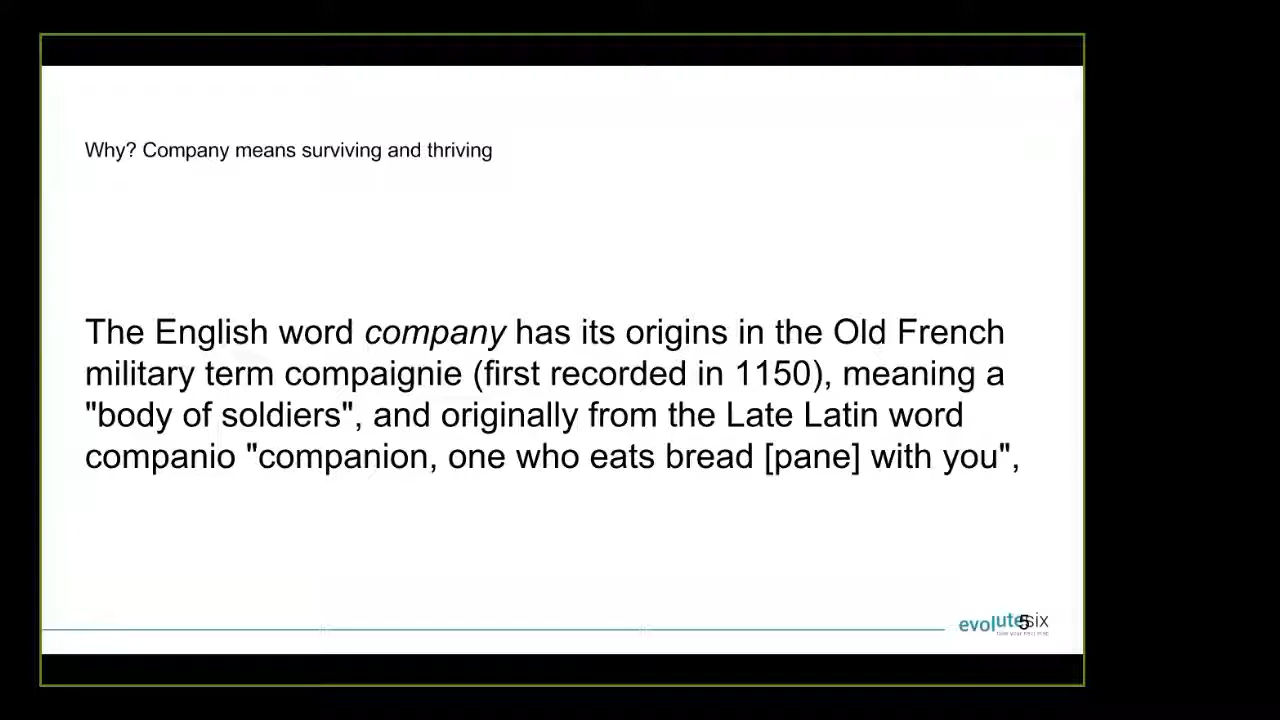 Why? Company means surviving and thriving
The English word company has its origins in the Old French
military term compaignie (first recorded in 1150), meaning a
"body of soldiers", and originally from the Late Latin word
companio "companion, one who eats bread [pane] with you",
evolutesix
5